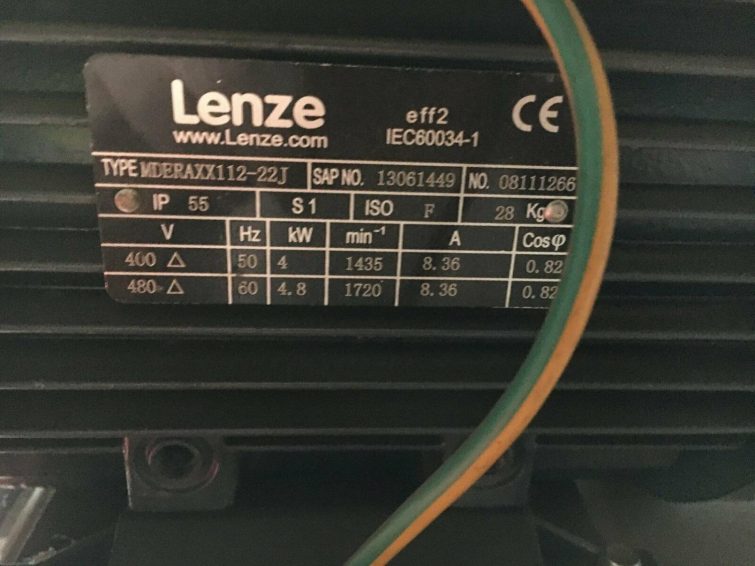 Lenze
eff2
CE
www.Lenze.com
IEC60034-1
TYPE MDERAXX112-22J SAP NO. 13061449 NO. 08111266
IP 55 S1 ISO F 28 Kg
V Hz kW min⁻¹ A Cosφ
400 Δ 50 4 1435 8.36 0.82
480 Δ 60 4.8 1720 8.36 0.82